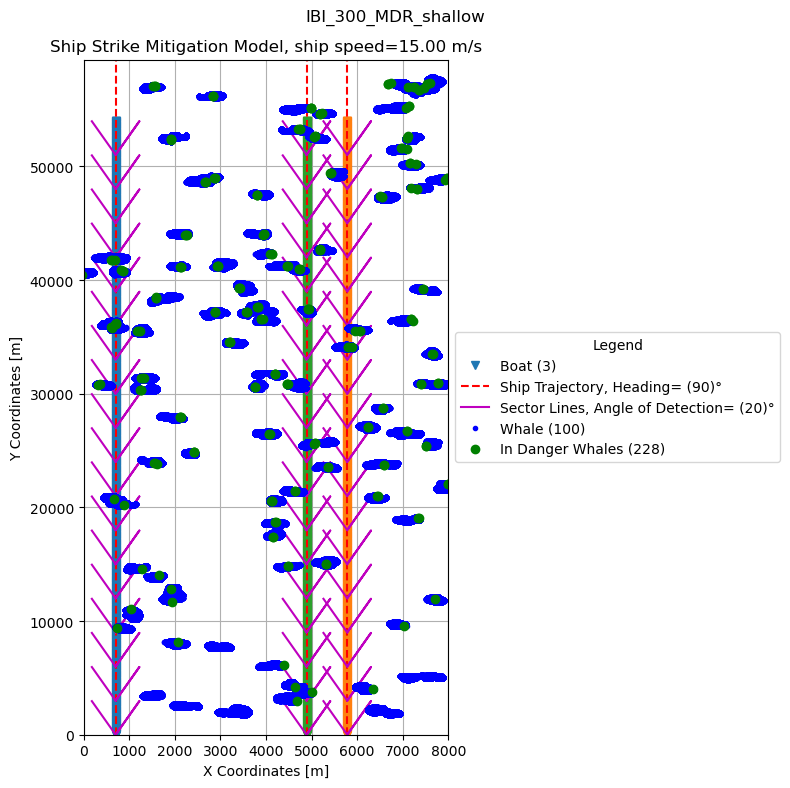 IBI_300_MDR_shallow
Ship Strike Mitigation Model, ship speed=15.00 m/s
50000
40000
30000
20000
10000
0
Y Coordinates [m]
0 1000 2000 3000 4000 5000 6000 7000 8000
X Coordinates [m]
Legend
Boat (3)
Ship Trajectory, Heading= (90)°
Sector Lines, Angle of Detection= (20)°
Whale (100)
In Danger Whales (228)